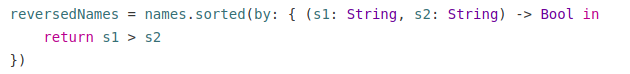 reversedNames = names.sorted(by: { (s1: String, s2: String) -> Bool in
    return s1 > s2
})